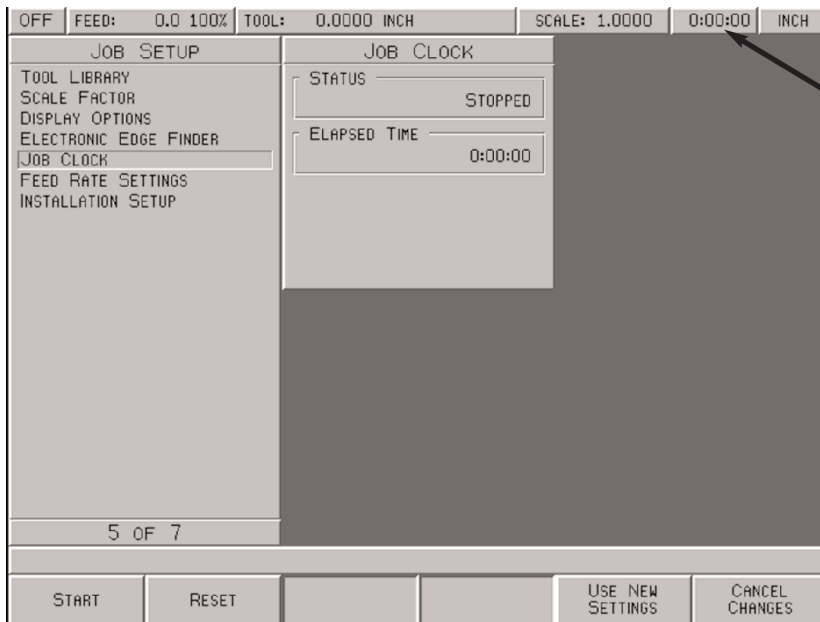 OFF FEED: 0.0 100% TOOL: 0.0000 INCH SCALE: 1.0000 0:00:00 INCH
JOB SETUP
TOOL LIBRARY
SCALE FACTOR
DISPLAY OPTIONS
ELECTRONIC EDGE FINDER
JOB CLOCK
FEED RATE SETTINGS
INSTALLATION SETUP
5 OF 7
JOB CLOCK
STATUS
STOPPED
ELAPSED TIME
0:00:00
START
RESET
USE NEW
SETTINGS
CANCEL
CHANGES